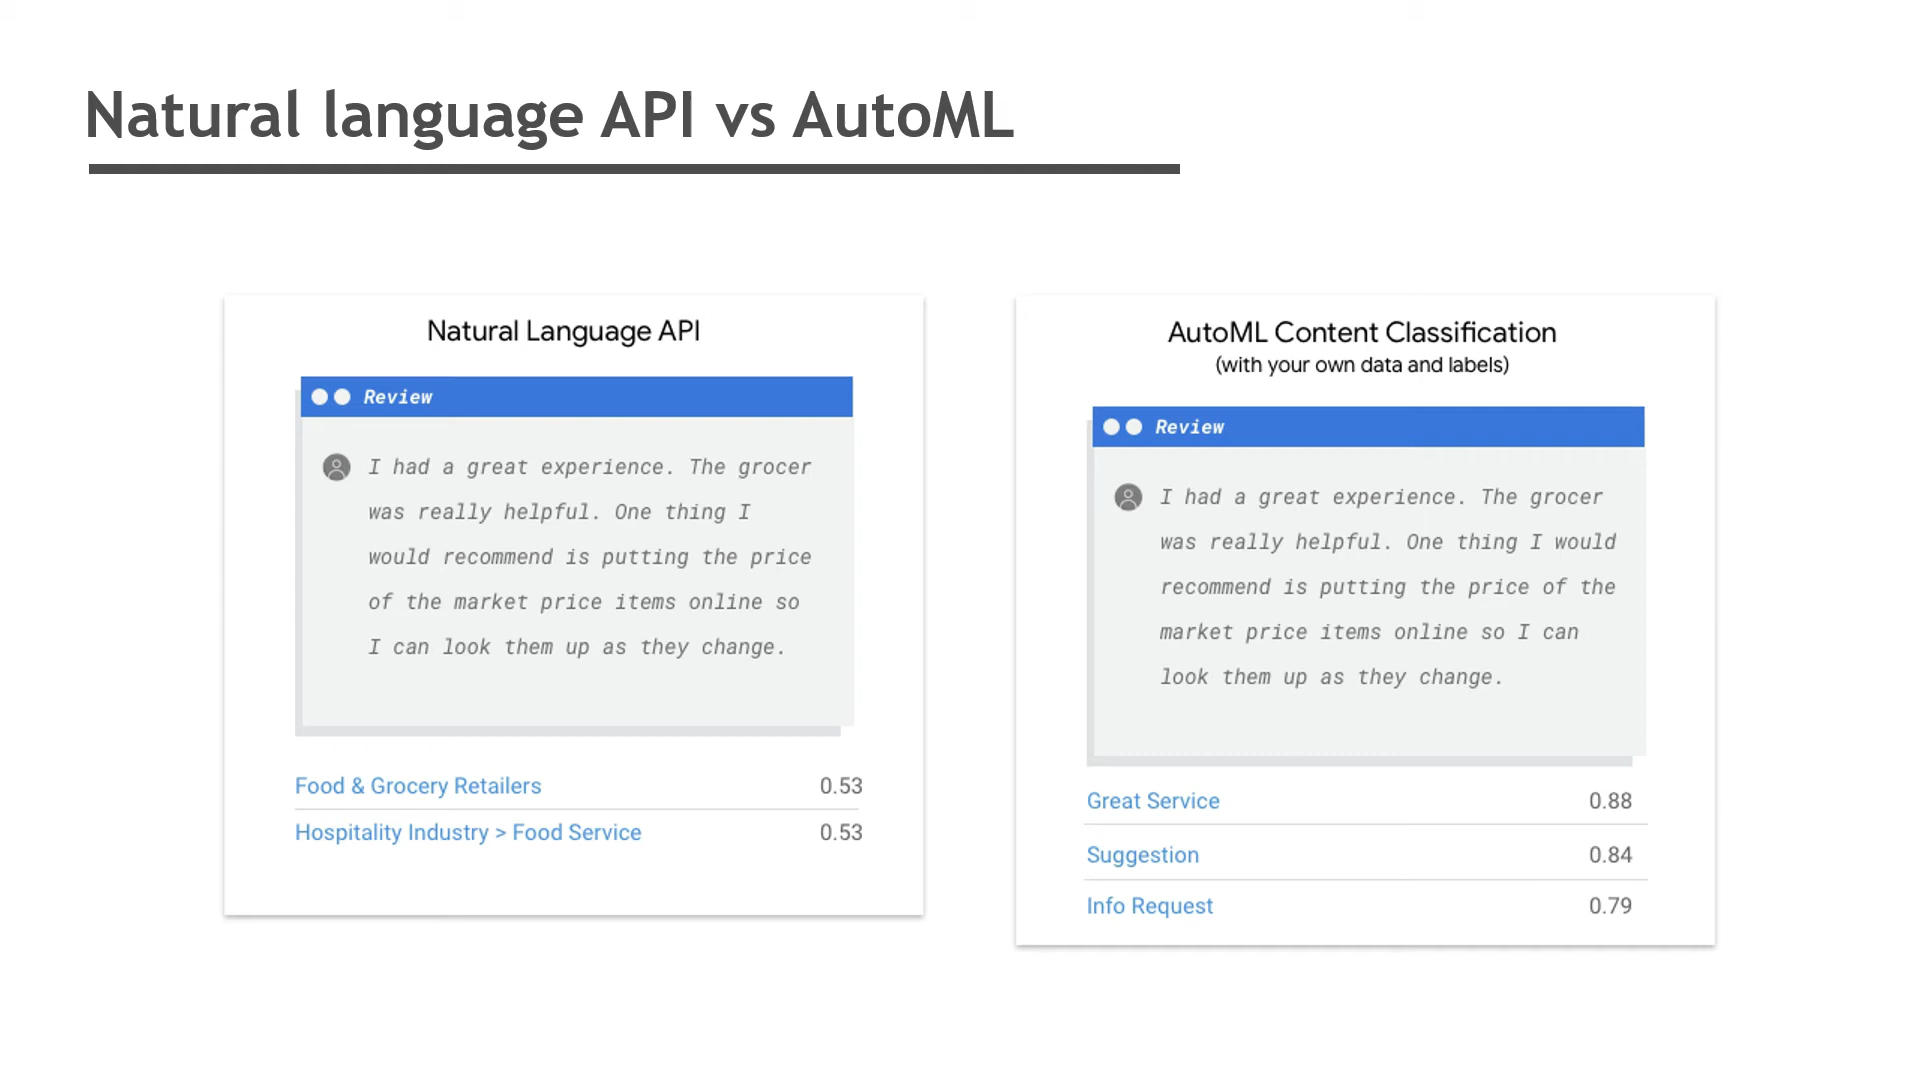 Natural language API vs AutoML
Natural Language API
Review
I had a great experience. The grocer
was really helpful. One thing I
would recommend is putting the price
of the market price items online so
I can look them up as they change.
Food & Grocery Retailers 0.53
Hospitality Industry > Food Service 0.53
AutoML Content Classification
(with your own data and labels)
Review
I had a great experience. The grocer
was really helpful. One thing I would
recommend is putting the price of the
market price items online so I can
look them up as they change.
Great Service 0.88
Suggestion 0.84
Info Request 0.79